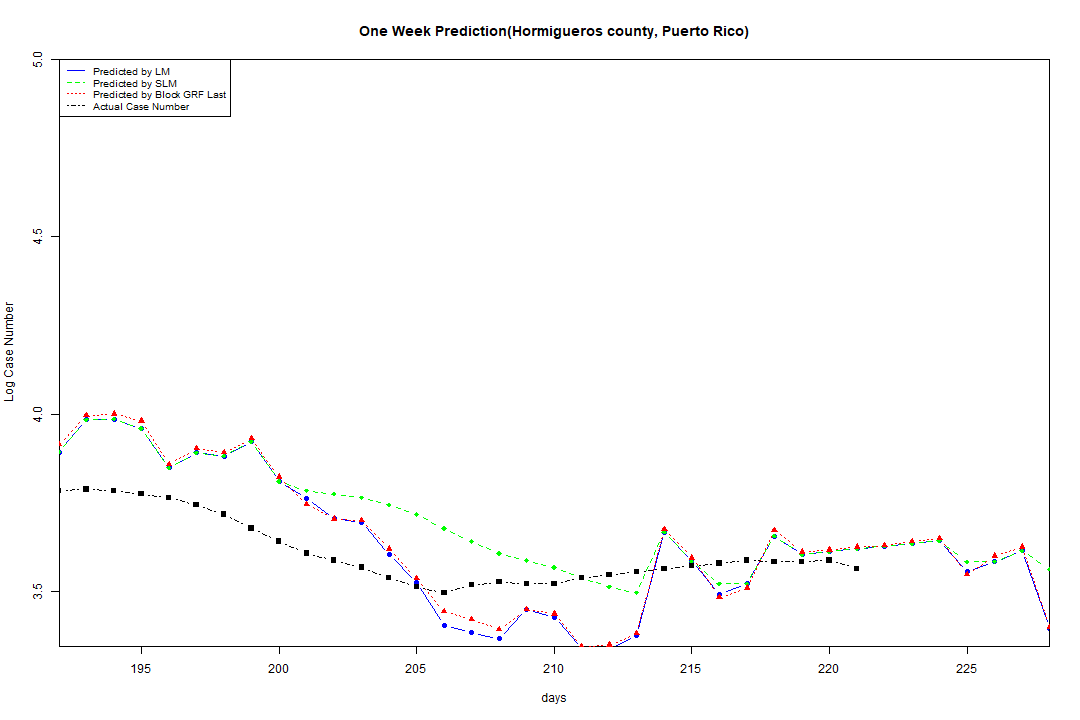 One Week Prediction(Hormigueros county, Puerto Rico)
Predicted by LM
Predicted by SLM
Predicted by Block GRF Last
Actual Case Number
Log Case Number
5.0
4.5
4.0
3.5
195 200 205 210 215 220 225
days